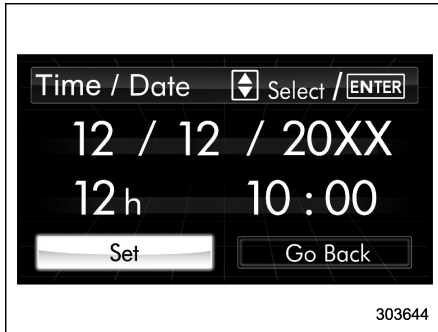 Time / Date Select / ENTER
12 / 12 / 20XX
12h 10:00
Set Go Back
303644